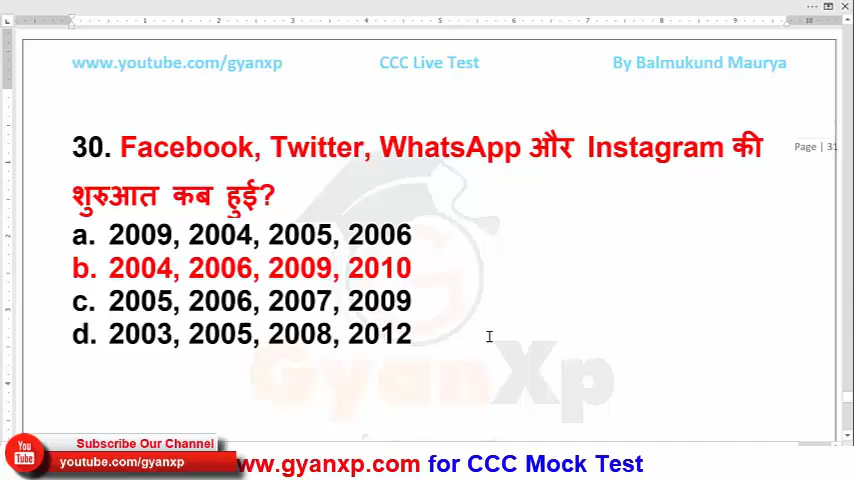 www.youtube.com/gyanxp CCC Live Test By Balmukund Maurya
30. Facebook, Twitter, WhatsApp और Instagram की
Page | 31
शुरुआत कब हुई?
a. 2009, 2004, 2005, 2006
b. 2004, 2006, 2009, 2010
c. 2005, 2006, 2007, 2009
d. 2003, 2005, 2008, 2012
GyanXp
You Tube
Subscribe Our Channel
youtube.com/gyanxp
ww.gyanxp.com for CCC Mock Test